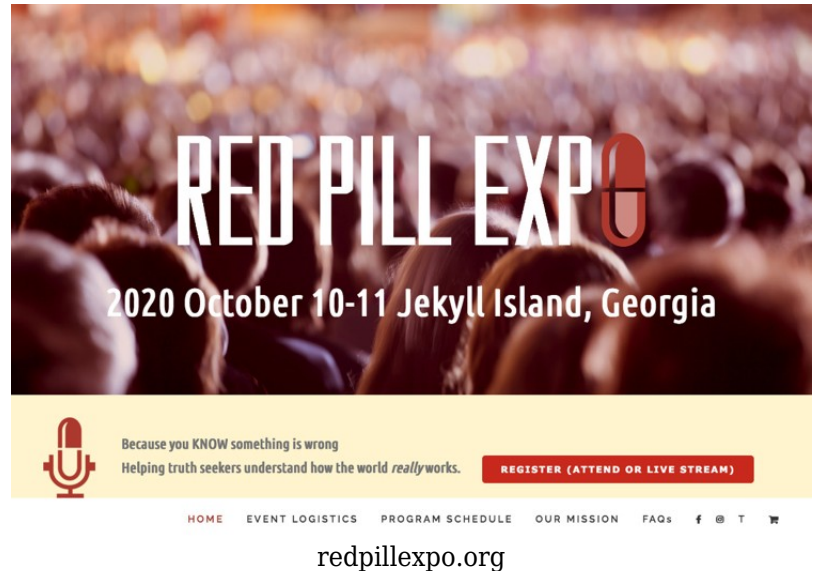 RED PILL EXPO
2020 October 10-11 Jekyll Island, Georgia
Because you KNOW something is wrong
Helping truth seekers understand how the world really works.
REGISTER (ATTEND OR LIVE STREAM)
HOME EVENT LOGISTICS PROGRAM SCHEDULE OUR MISSION FAQs f T
redpillexpo.org